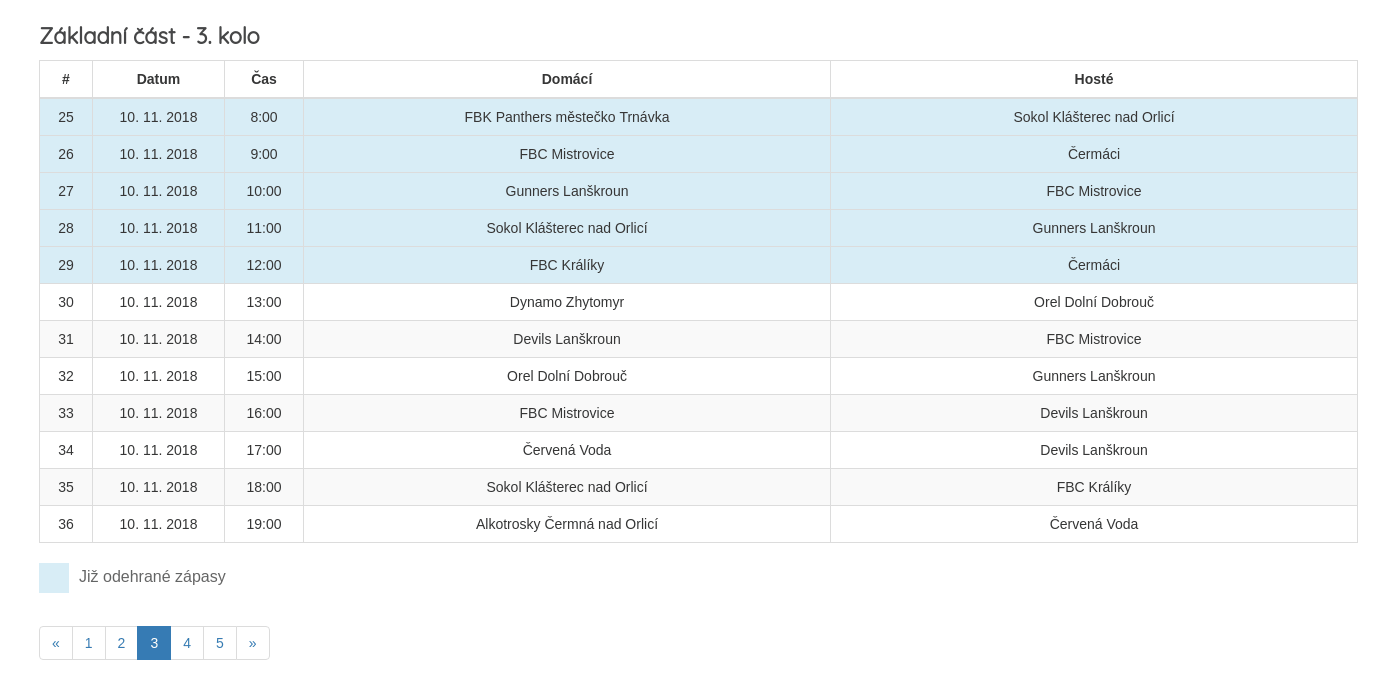 Základní část - 3. kolo
# Datum Čas Domácí Hosté
25 10. 11. 2018 8:00 FBK Panthers městečko Trnávka Sokol Klášterec nad Orlicí
26 10. 11. 2018 9:00 FBC Mistrovice Čermáci
27 10. 11. 2018 10:00 Gunners Lanškroun FBC Mistrovice
28 10. 11. 2018 11:00 Sokol Klášterec nad Orlicí Gunners Lanškroun
29 10. 11. 2018 12:00 FBC Králíky Čermáci
30 10. 11. 2018 13:00 Dynamo Zhytomyr Orel Dolní Dobrouč
31 10. 11. 2018 14:00 Devils Lanškroun FBC Mistrovice
32 10. 11. 2018 15:00 Orel Dolní Dobrouč Gunners Lanškroun
33 10. 11. 2018 16:00 FBC Mistrovice Devils Lanškroun
34 10. 11. 2018 17:00 Červená Voda Devils Lanškroun
35 10. 11. 2018 18:00 Sokol Klášterec nad Orlicí FBC Králíky
36 10. 11. 2018 19:00 Alkotrosky Čermná nad Orlicí Červená Voda
Již odehrané zápasy
« 1 2 3 4 5 »